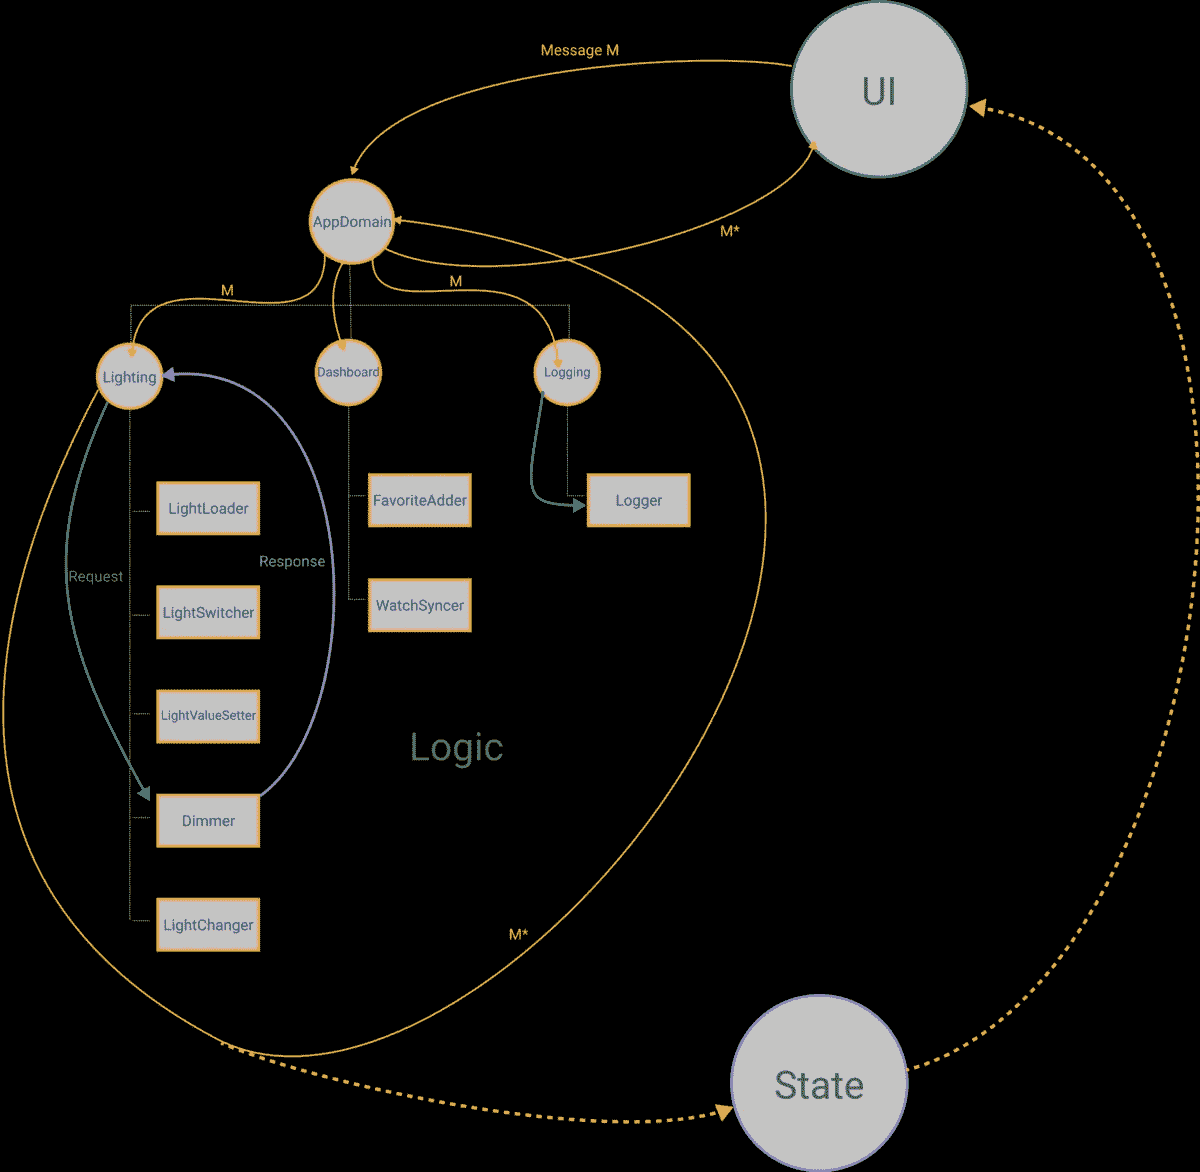 Message M
UI
AppDomain
M*
M
M
Lighting
Dashboard
Logging
LightLoader
FavoriteAdder
Logger
Request
Response
LightSwitcher
WatchSyncer
LightValueSetter
Logic
Dimmer
LightChanger
M*
State